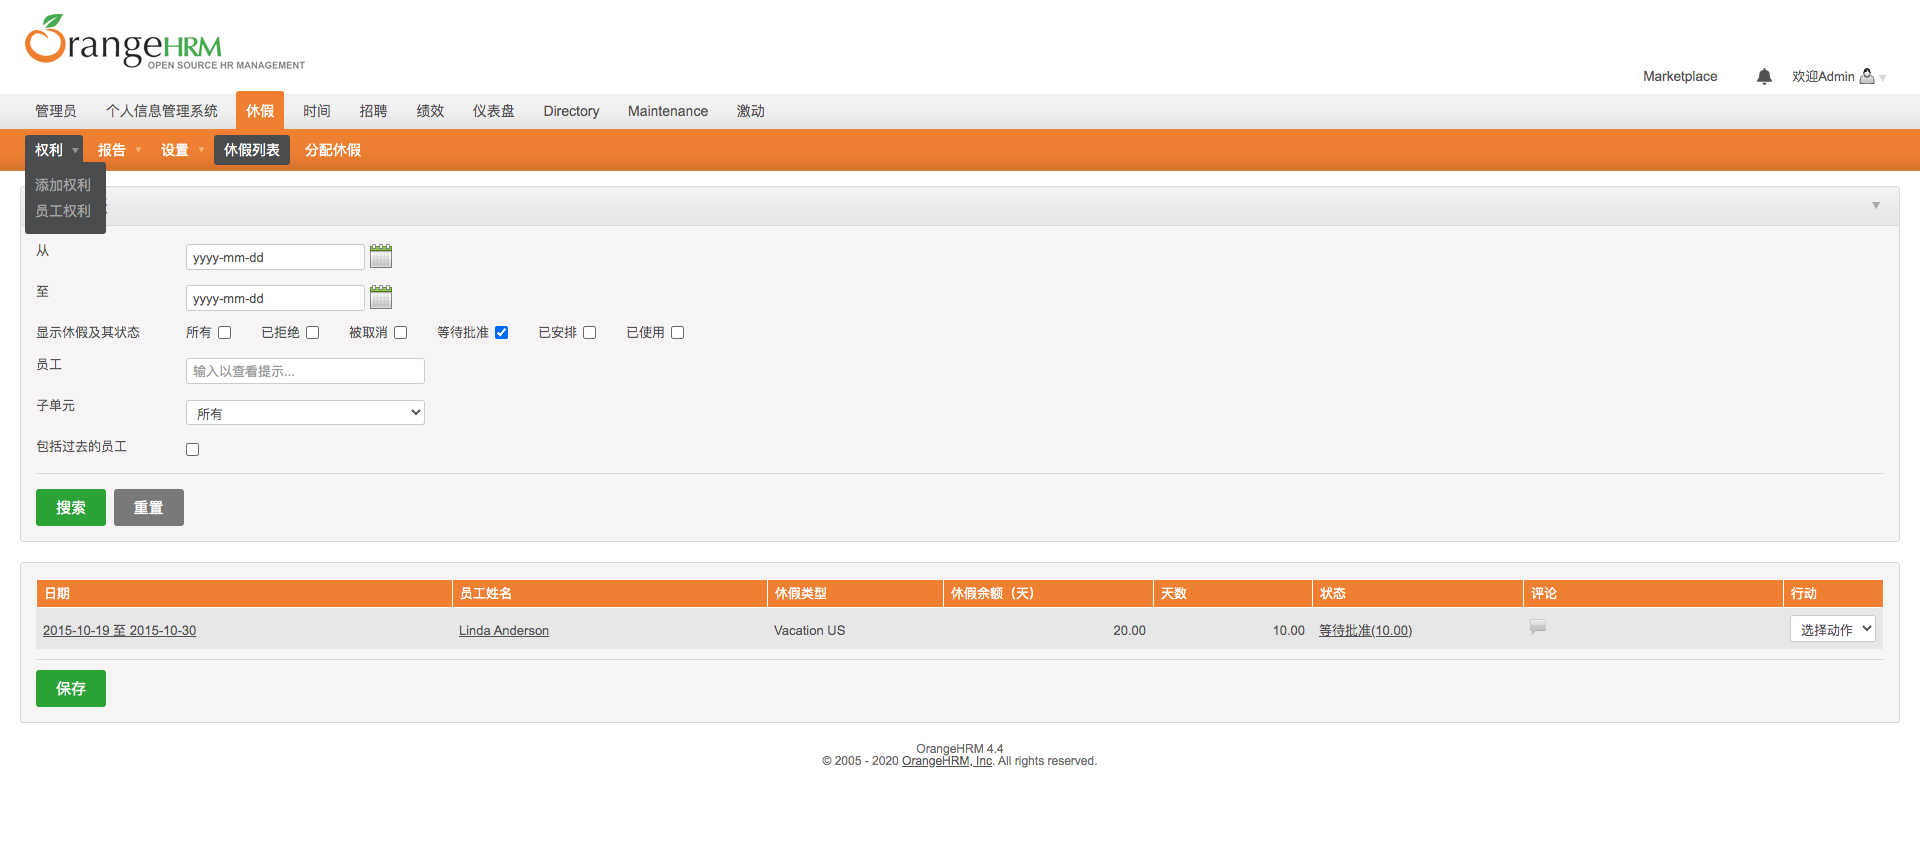 OrangeHRM
OPEN SOURCE HR MANAGEMENT
Marketplace 欢迎Admin
管理员 个人信息管理系统 休假 时间 招聘 绩效 仪表盘 Directory Maintenance 激动
权利 报告 设置 休假列表 分配休假
添加权利
员工权利
从 yyyy-mm-dd
至 yyyy-mm-dd
显示休假及其状态 所有 已拒绝 被取消 等待批准 已安排 已使用
员工 输入以查看提示...
子单元 所有
包括过去的员工
搜索 重置
日期 员工姓名 休假类型 休假余额（天） 天数 状态 评论 行动
2015-10-19 至 2015-10-30 Linda Anderson Vacation US 20.00 10.00 等待批准(10.00) 选择动作
保存
OrangeHRM 4.4
© 2005 - 2020 OrangeHRM, Inc. All rights reserved.